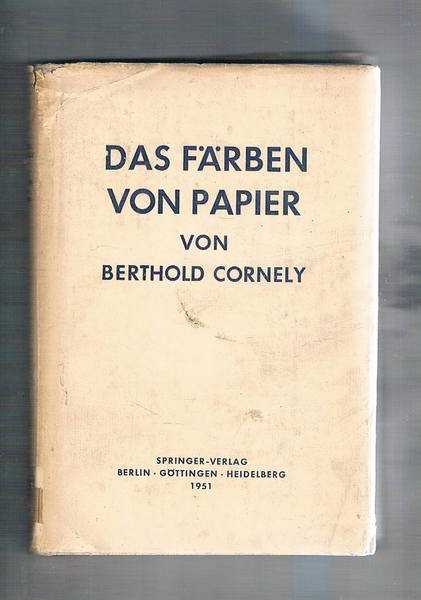 DAS FÄRBEN
VON PAPIER
VON
BERTHOLD CORNELY
SPRINGER-VERLAG
BERLIN · GÖTTINGEN · HEIDELBERG
1951